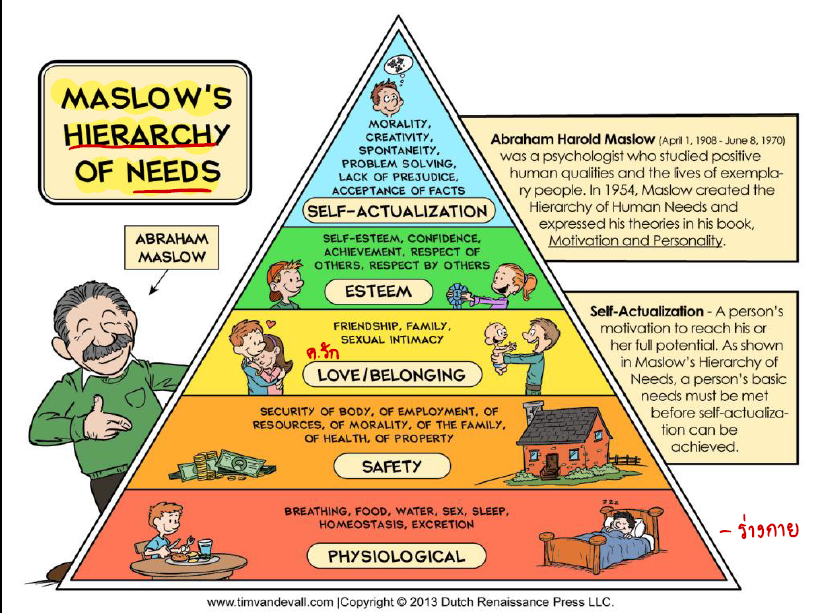 MASLOW'S
HIERARCHY
OF NEEDS
ABRAHAM
MASLOW
MORALITY,
CREATIVITY,
SPONTANEITY,
PROBLEM SOLVING,
LACK OF PREJUDICE,
ACCEPTANCE OF FACTS
SELF-ACTUALIZATION
SELF-ESTEEM, CONFIDENCE,
ACHIEVEMENT, RESPECT OF
OTHERS, RESPECT BY OTHERS
ESTEEM
FRIENDSHIP, FAMILY,
SEXUAL INTIMACY
ค.รัก
LOVE/BELONGING
SECURITY OF BODY, OF EMPLOYMENT, OF
RESOURCES, OF MORALITY, OF THE FAMILY,
OF HEALTH, OF PROPERTY
SAFETY
BREATHING, FOOD, WATER, SEX, SLEEP,
HOMEOSTASIS, EXCRETION
PHYSIOLOGICAL
zzz
- ร่างกาย
Abraham Harold Maslow (April 1, 1908 - June 8, 1970)
was a psychologist who studied positive
human qualities and the lives of exempla-
ry people. In 1954, Maslow created the
Hierarchy of Human Needs and
expressed his theories in his book,
Motivation and Personality.
Self-Actualization - A person's
motivation to reach his or
her full potential. As shown
in Maslow's Hierarchy of
Needs, a person's basic
needs must be met
before self-actualiza-
tion can be
achieved.
www.timvandevall.com |Copyright © 2013 Dutch Renaissance Press LLC.